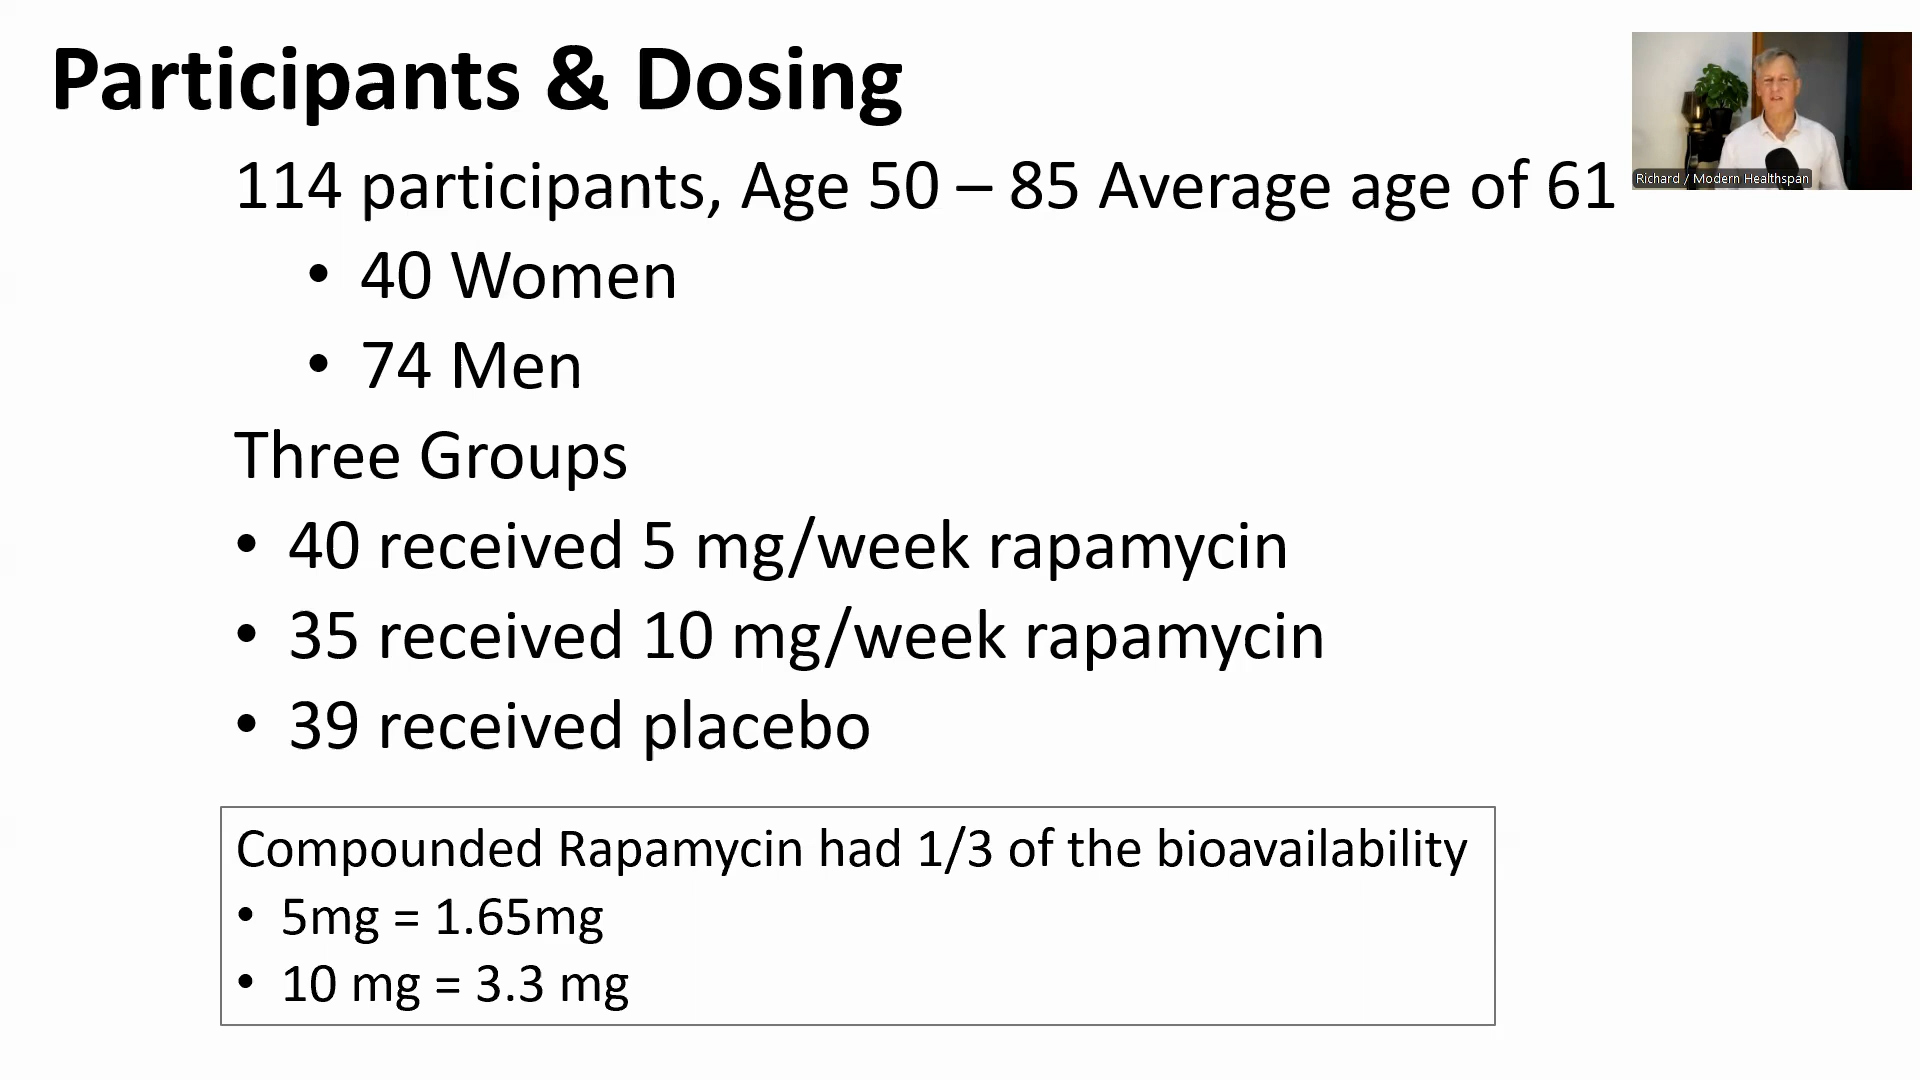 Participants & Dosing
114 participants, Age 50 – 85 Average age of 61
• 40 Women
• 74 Men
Three Groups
• 40 received 5 mg/week rapamycin
• 35 received 10 mg/week rapamycin
• 39 received placebo
Compounded Rapamycin had 1/3 of the bioavailability
• 5mg = 1.65mg
• 10 mg = 3.3 mg
Richard / Modern Healthspan